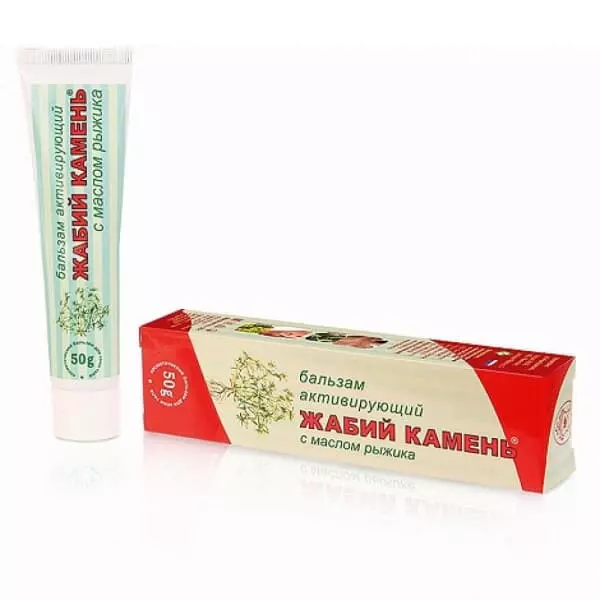 бальзам активирующий
ЖАБИЙ КАМЕНЬ®
с маслом рыжика
50g
бальзам
активирующий
ЖАБИЙ КАМЕНЬ®
с маслом рыжика
50g